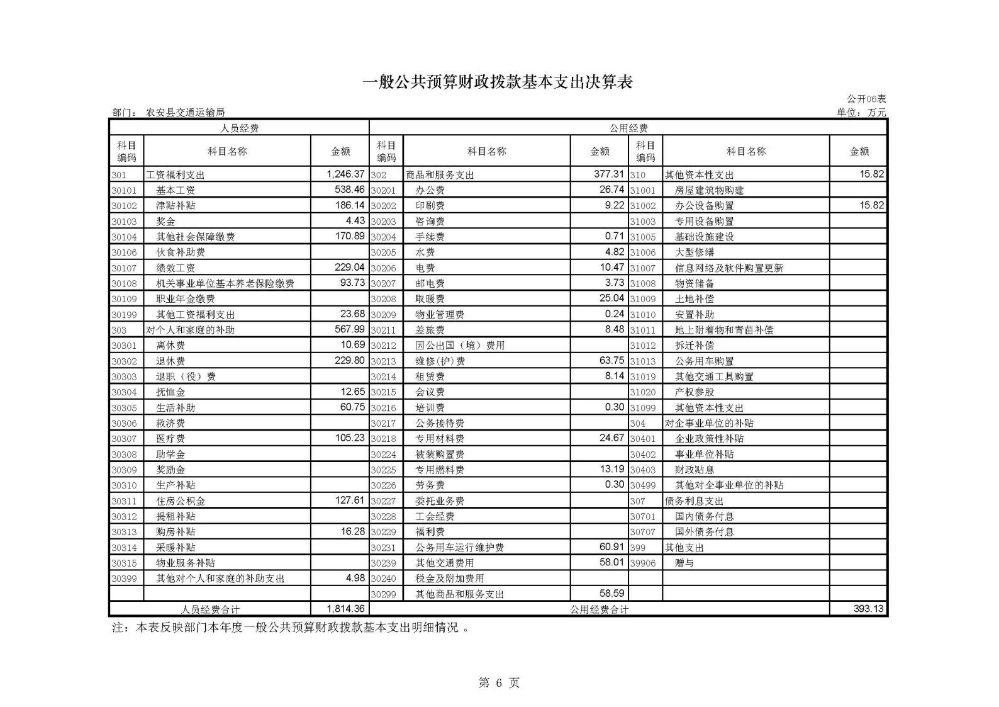 一般公共预算财政拨款基本支出决算表
公开06表
部门： 农安县交通运输局 单位：万元
人员经费 公用经费
科目编码 科目名称 金额 科目编码 科目名称 金额 科目编码 科目名称 金额
301 工资福利支出 1,246.37 302 商品和服务支出 377.31 310 其他资本性支出 15.82
30101 基本工资 538.46 30201 办公费 26.74 31001 房屋建筑物购建
30102 津贴补贴 186.14 30202 印刷费 9.22 31002 办公设备购置 15.82
30103 奖金 4.43 30203 咨询费 31003 专用设备购置
30104 其他社会保障缴费 170.89 30204 手续费 0.71 31005 基础设施建设
30106 伙食补助费 30205 水费 4.82 31006 大型修缮
30107 绩效工资 229.04 30206 电费 10.47 31007 信息网络及软件购置更新
30108 机关事业单位基本养老保险缴费 93.73 30207 邮电费 3.73 31008 物资储备
30109 职业年金缴费 30208 取暖费 25.04 31009 土地补偿
30199 其他工资福利支出 23.68 30209 物业管理费 0.24 31010 安置补助
303 对个人和家庭的补助 567.99 30211 差旅费 8.48 31011 地上附着物和青苗补偿
30301 离休费 10.69 30212 因公出国（境）费用 31012 拆迁补偿
30302 退休费 229.80 30213 维修(护)费 63.75 31013 公务用车购置
30303 退职（役）费 30214 租赁费 8.14 31019 其他交通工具购置
30304 抚恤金 12.65 30215 会议费 31020 产权参股
30305 生活补助 60.75 30216 培训费 0.30 31099 其他资本性支出
30306 救济费 30217 公务接待费 304 对企事业单位的补贴
30307 医疗费 105.23 30218 专用材料费 24.67 30401 企业政策性补贴
30308 助学金 30224 被装购置费 30402 事业单位补贴
30309 奖励金 30225 专用燃料费 13.19 30403 财政贴息
30310 生产补贴 30226 劳务费 0.30 30499 其他对企事业单位的补贴
30311 住房公积金 127.61 30227 委托业务费 307 债务利息支出
30312 提租补贴 30228 工会经费 30701 国内债务付息
30313 购房补贴 16.28 30229 福利费 30707 国外债务付息
30314 采暖补贴 30231 公务用车运行维护费 60.91 399 其他支出
30315 物业服务补贴 30239 其他交通费用 58.01 39906 赠与
30399 其他对个人和家庭的补助支出 4.98 30240 税金及附加费用
30299 其他商品和服务支出 58.59
人员经费合计 1,814.36 公用经费合计 393.13
注：本表反映部门本年度一般公共预算财政拨款基本支出明细情况 。
第 6 页